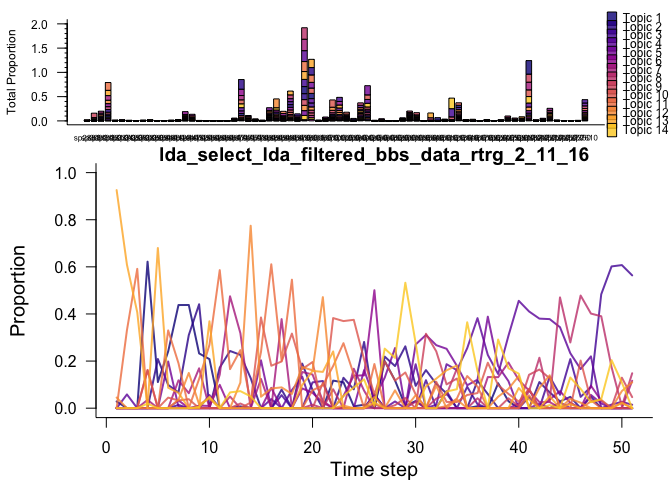 2.0
1.5
1.0
0.5
0.0
Total Proportion
Topic 1
Topic 2
Topic 3
Topic 4
Topic 5
Topic 6
Topic 7
Topic 8
Topic 9
Topic 10
Topic 11
Topic 12
Topic 13
Topic 14
lda_select_lda_filtered_bbs_data_rtrg_2_11_16
1.0
0.8
0.6
0.4
0.2
0.0
Proportion
0 10 20 30 40 50
Time step